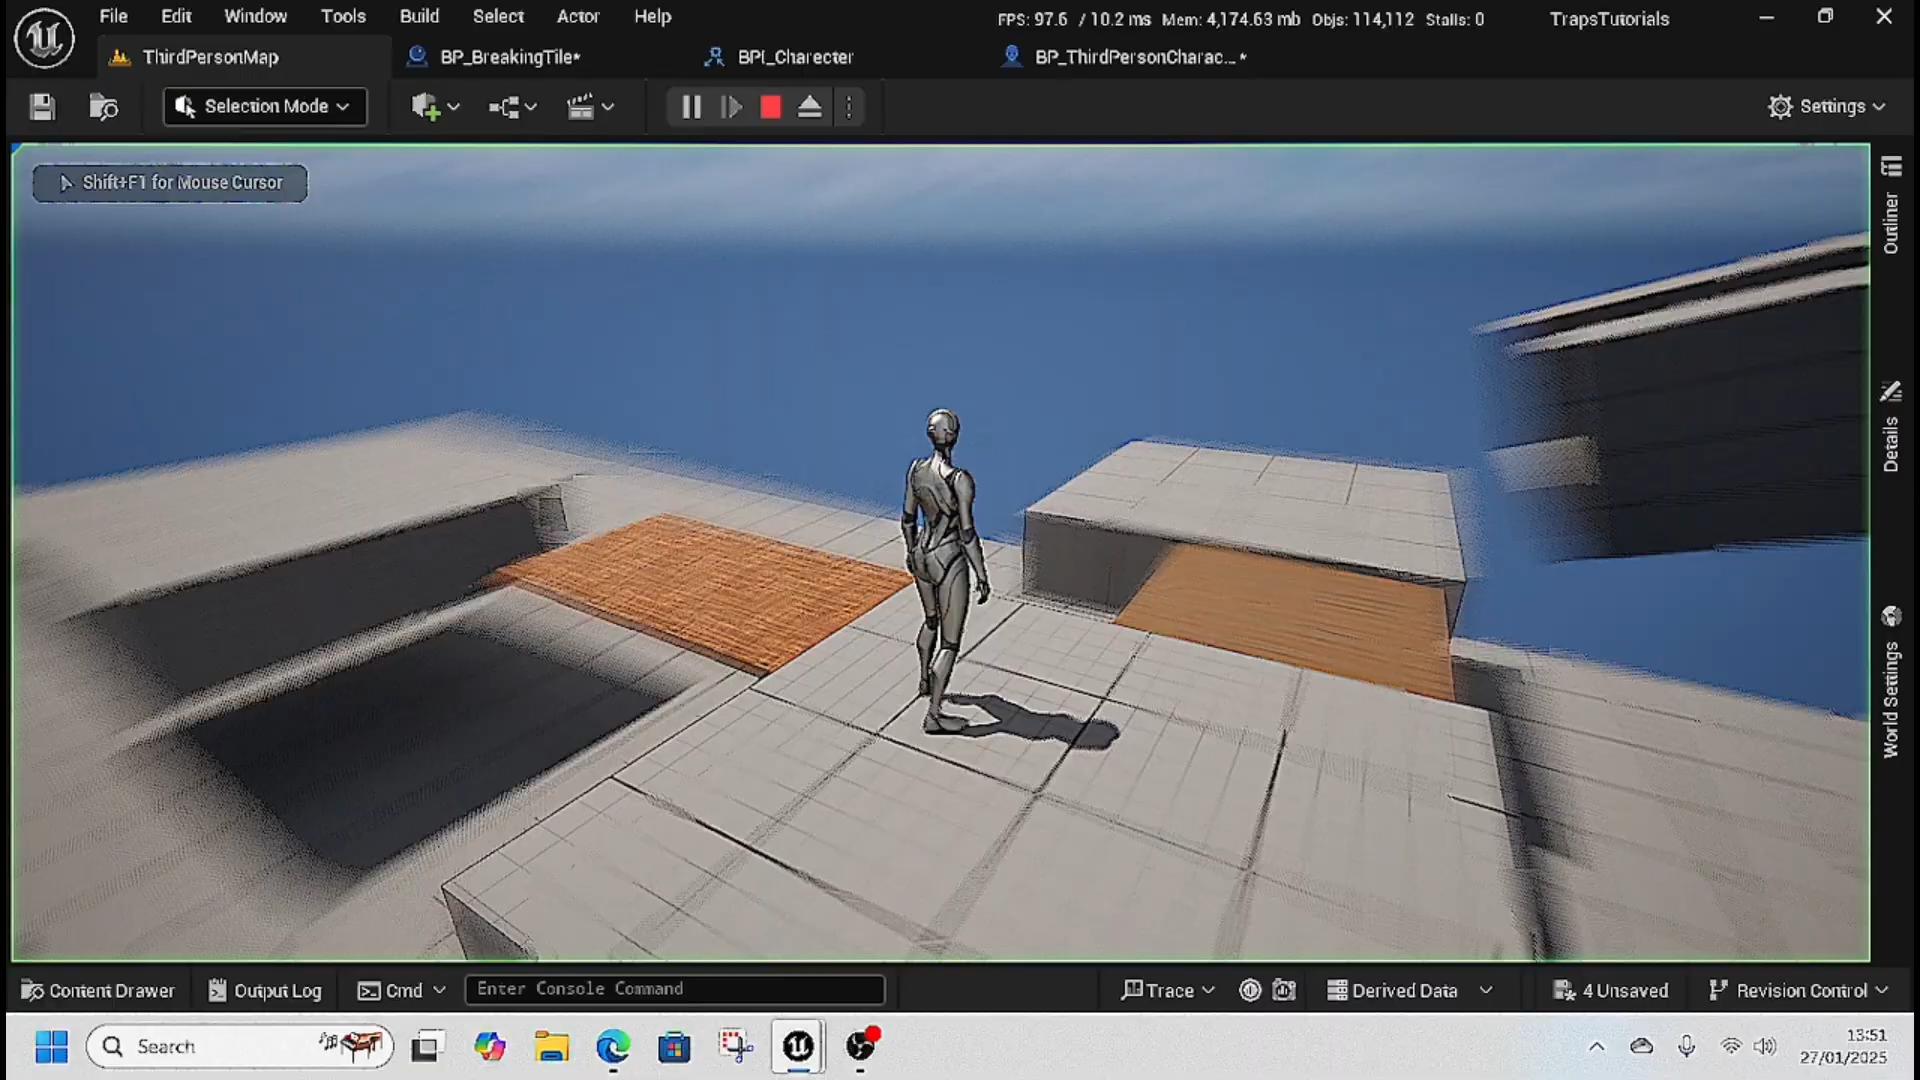 File Edit Window Tools Build Select Actor Help
FPS: 97.6 / 10.2 ms Mem: 4,174.63 mb Objs: 114,112 Stalls: 0
TrapsTutorials
ThirdPersonMap
BP_BreakingTile*
BPI_Charecter
BP_ThirdPersonCharac...*
Selection Mode
Settings
Shift+F1 for Mouse Cursor
Outliner
Details
World Settings
Content Drawer
Output Log
Cmd
Enter Console Command
Trace
Derived Data
4 Unsaved
Revision Control
Search
13:51
27/01/2025